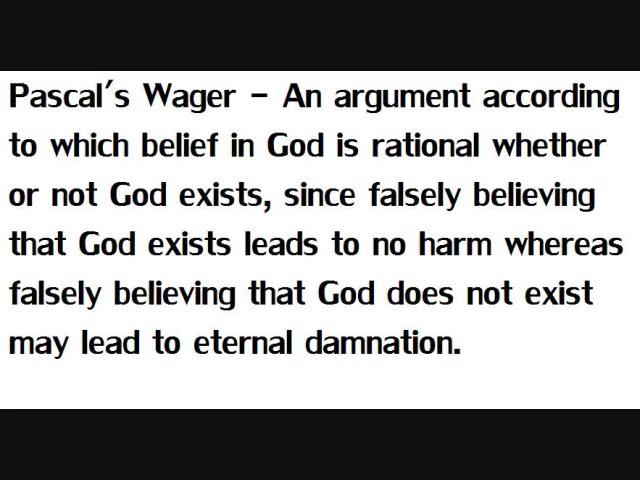 Pascal's Wager - An argument according
to which belief in God is rational whether
or not God exists, since falsely believing
that God exists leads to no harm whereas
falsely believing that God does not exist
may lead to eternal damnation.